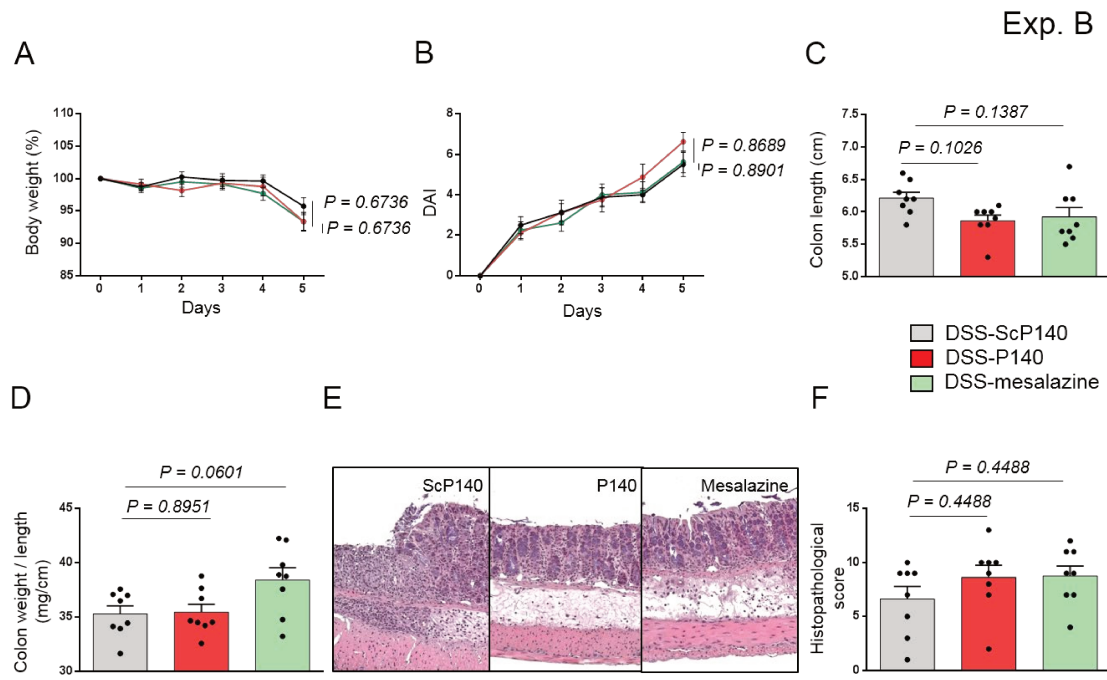 Exp. B
A
Body weight (%)
110
105
100
95
90
85
0 1 2 3 4 5
Days
P = 0.6736
P = 0.6736
B
DAI
8
6
4
2
0
0 1 2 3 4 5
Days
P = 0.8689
P = 0.8901
C
Colon length (cm)
7.5
7.0
6.5
6.0
5.5
5.0
P = 0.1387
P = 0.1026
DSS-ScP140
DSS-P140
DSS-mesalazine
D
Colon weight / length
(mg/cm)
45
40
35
30
P = 0.0601
P = 0.8951
E
ScP140
P140
Mesalazine
F
Histopathological
score
15
10
5
0
P = 0.4488
P = 0.4488